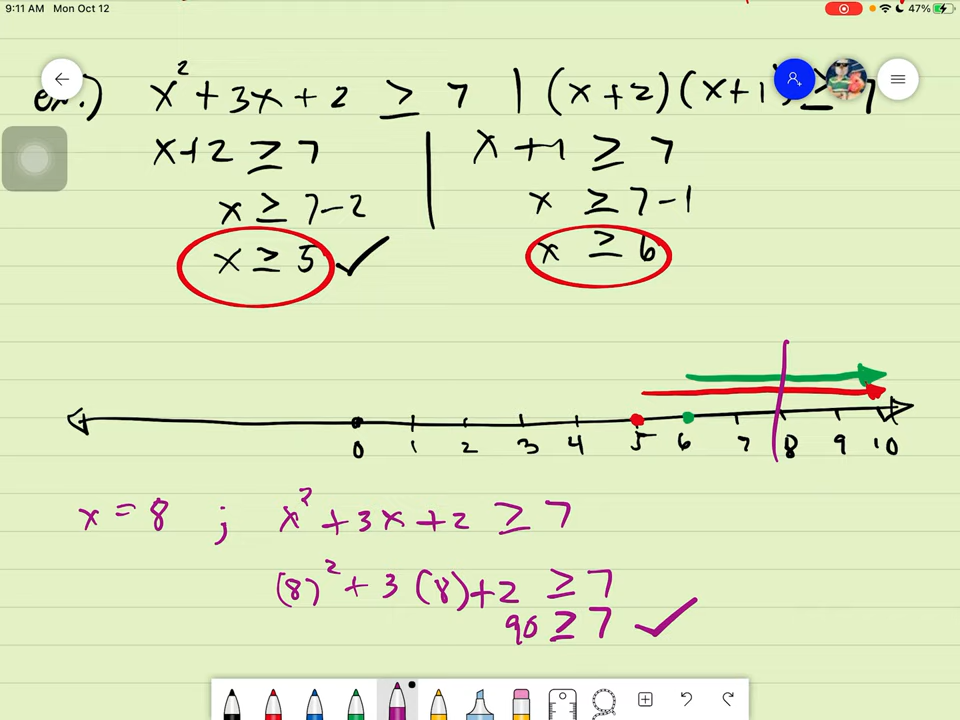 9:11 AM Mon Oct 12
47%
ex.) x² + 3x + 2 ≥ 7 | (x+2)(x+1) ≥ 7
x+2 ≥ 7
x ≥ 7-2
x ≥ 5 ✓
x +1 ≥ 7
x ≥ 7-1
x ≥ 6
0 1 2 3 4 5 6 7 8 9 10
x = 8 ; x² + 3x + 2 ≥ 7
(8)² + 3 (8) + 2 ≥ 7
90 ≥ 7 ✓